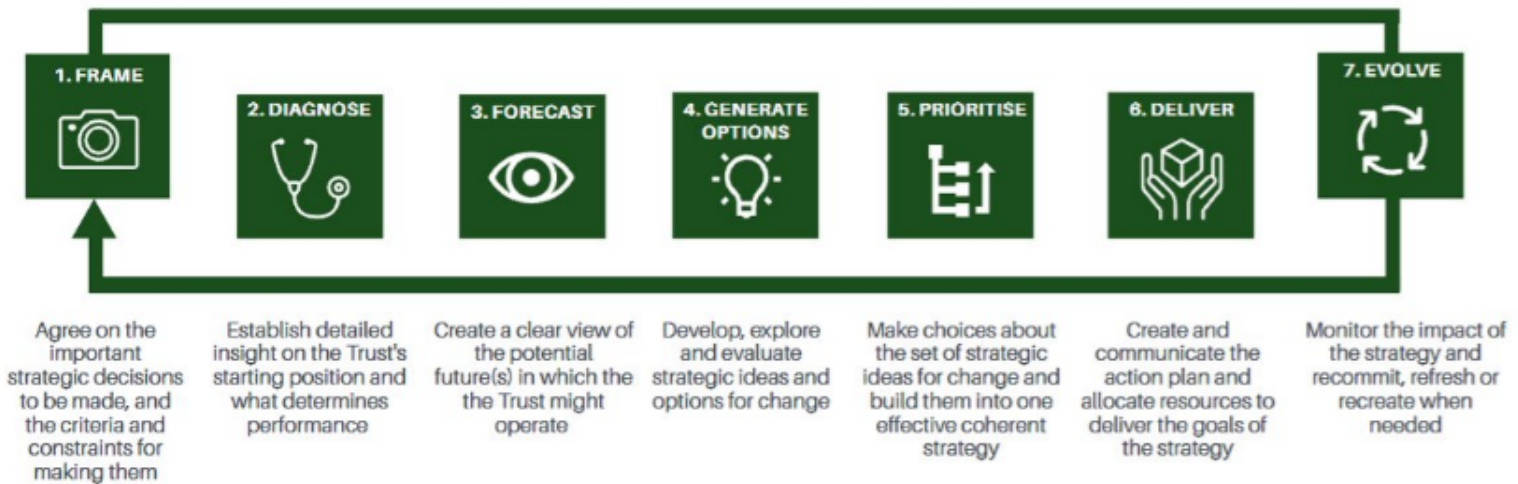 1. FRAME
Agree on the
important
strategic decisions
to be made, and
the criteria and
constraints for
making them
2. DIAGNOSE
Establish detailed
insight on the Trust's
starting position and
what determines
performance
3. FORECAST
Create a clear view of
the potential
future(s) in which the
the Trust might
operate
4. GENERATE
OPTIONS
Develop, explore
and evaluate
strategic ideas and
options for change
5. PRIORITISE
Make choices about
the set of strategic
ideas for change and
build them into one
effective coherent
strategy
6. DELIVER
Create and
communicate the
action plan and
allocate resources to
deliver the goals of
the strategy
7. EVOLVE
Monitor the impact of
the strategy and
recommit, refresh or
recreate when
needed